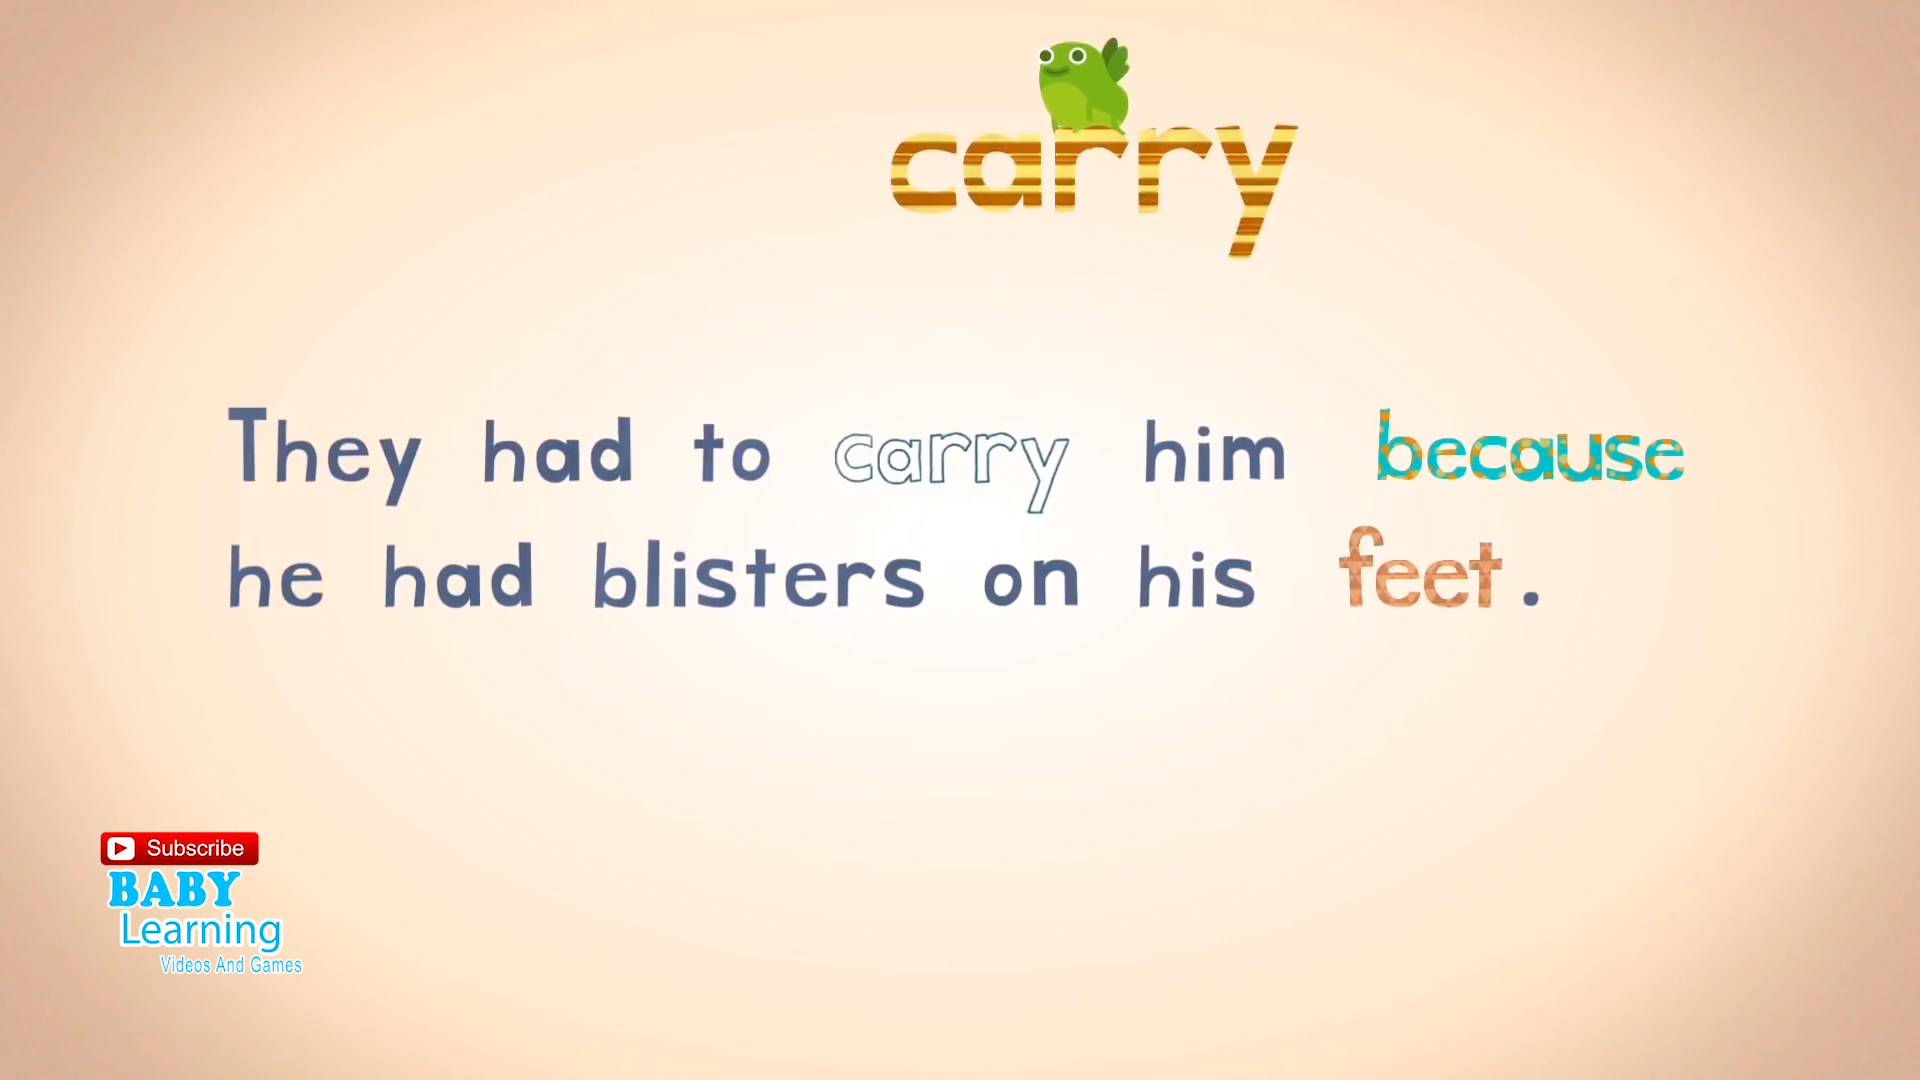 carry
They had to carry him because
he had blisters on his feet.
Subscribe
BABY
Learning
Videos And Games